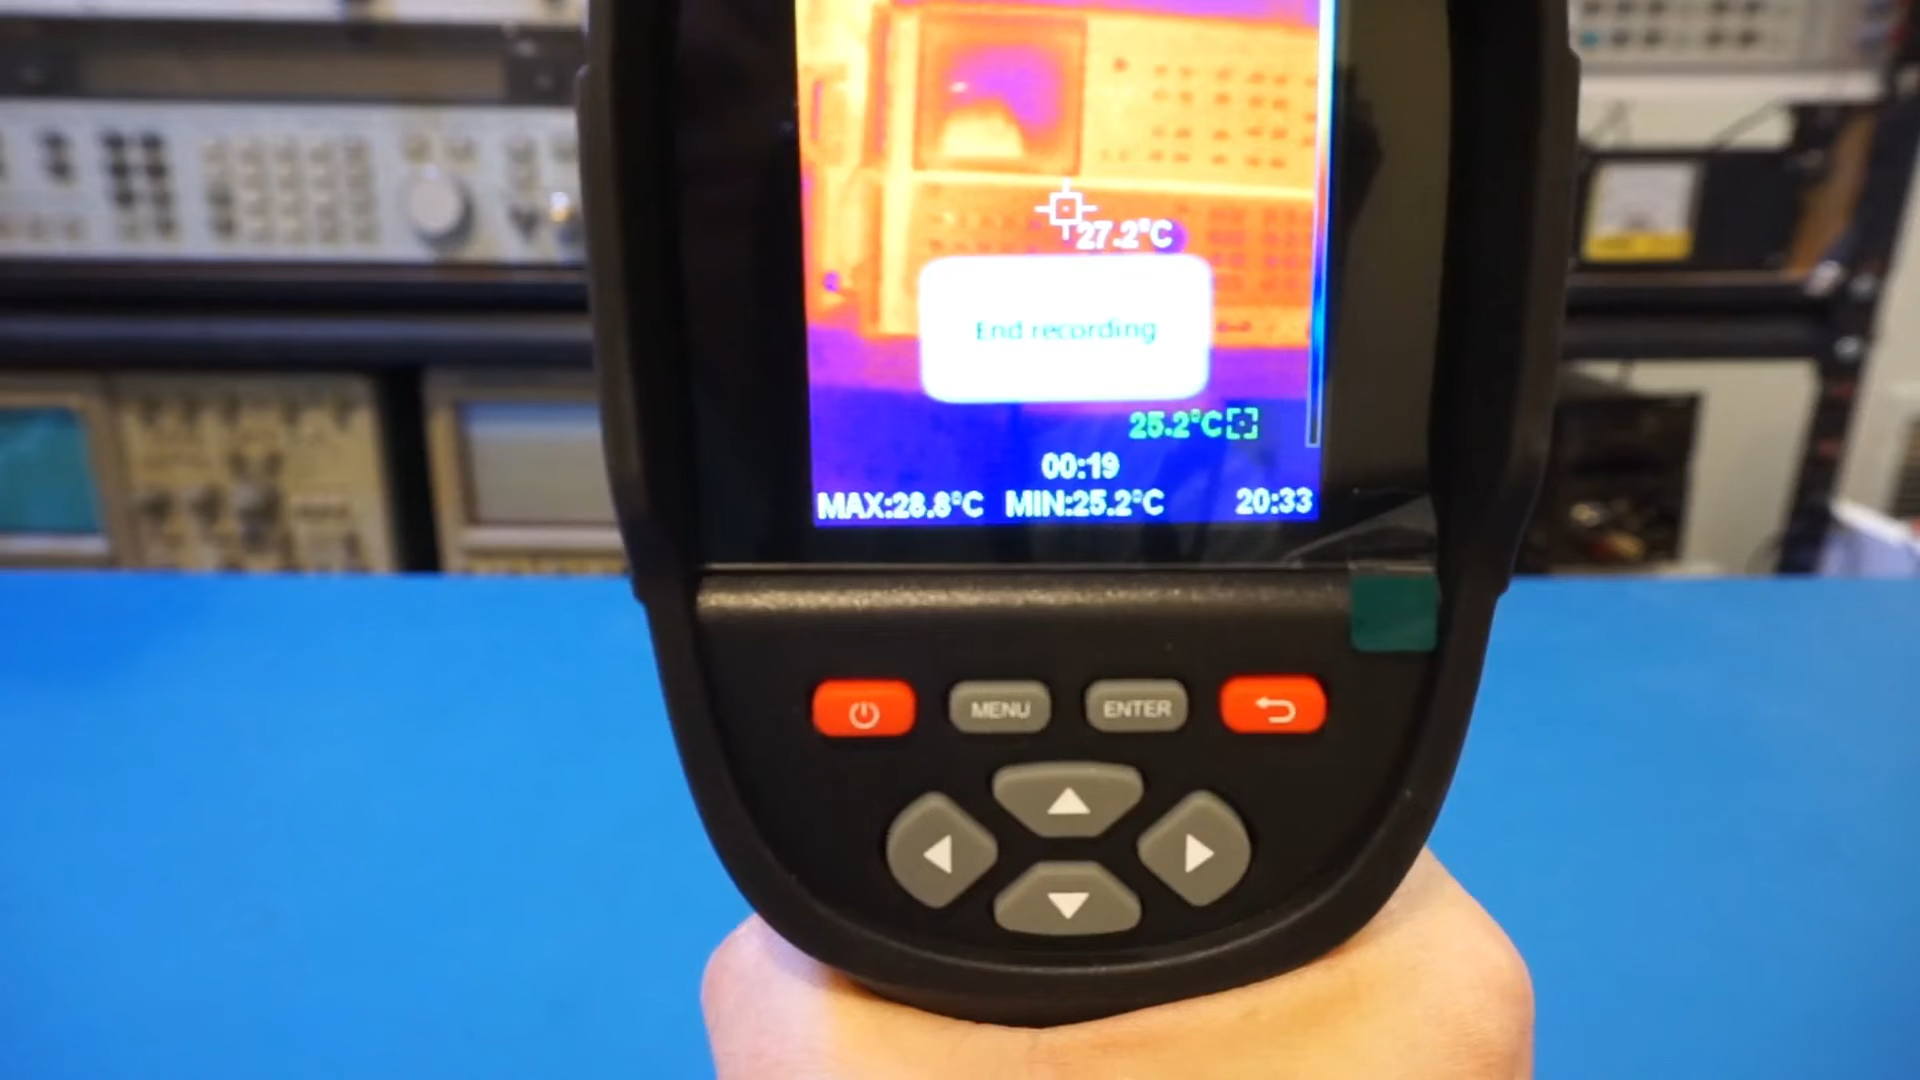 27.2°C
End recording
25.2°C
00:19
MAX:28.8°C MIN:25.2°C 20:33
MENU ENTER